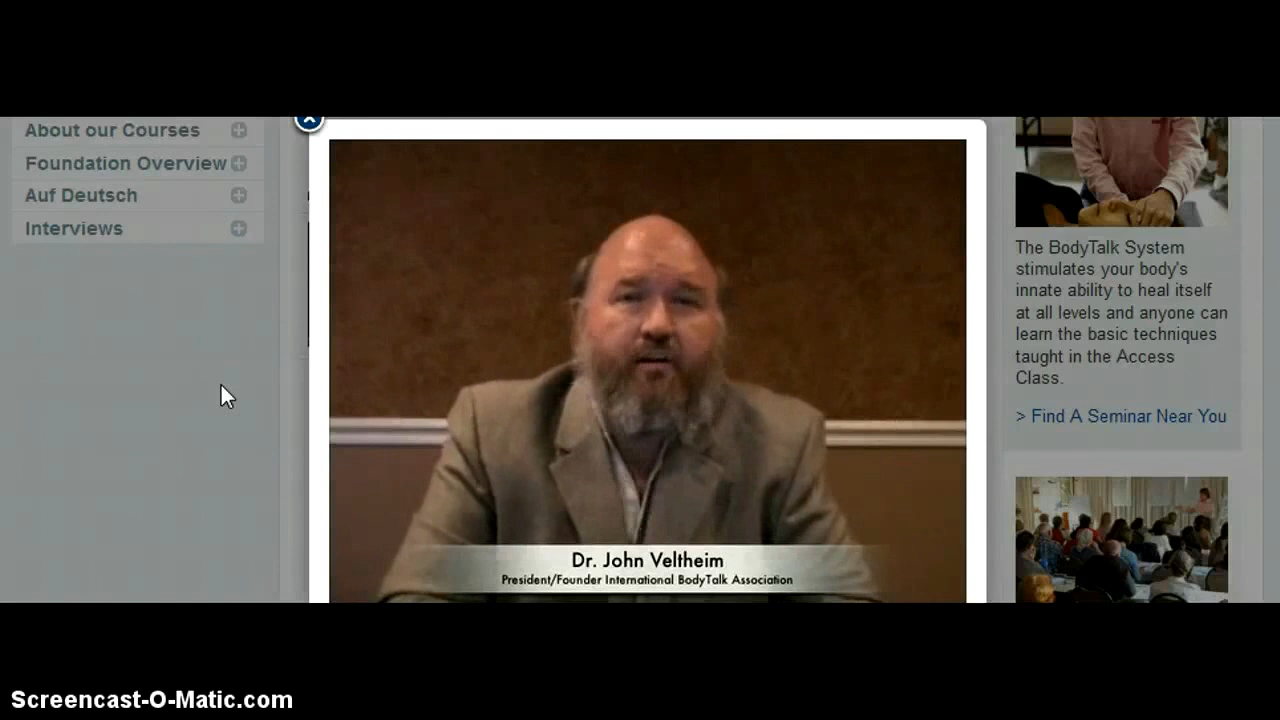 About our Courses
Foundation Overview
Auf Deutsch
Interviews
Dr. John Veltheim
President/Founder International BodyTalk Association
The BodyTalk System
stimulates your body's
innate ability to heal itself
at all levels and anyone can
learn the basic techniques
taught in the Access
Class.
> Find A Seminar Near You
Screencast-O-Matic.com